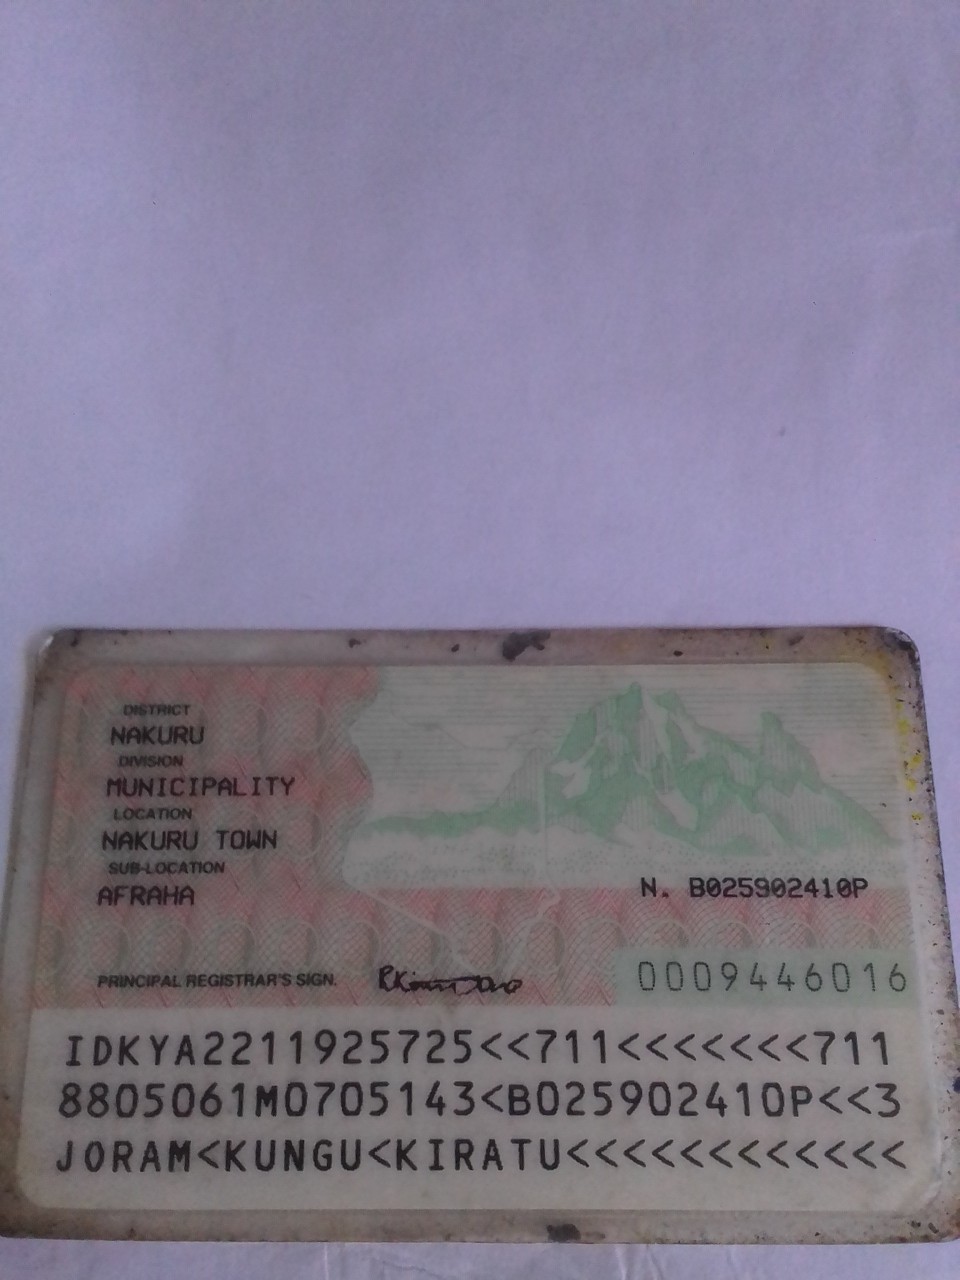 DISTRICT
NAKURU
DIVISION
MUNICIPALITY
LOCATION
NAKURU TOWN
SUB-LOCATION
AFRAHA
N. B025902410P
PRINCIPAL REGISTRAR'S SIGN.
0009446016
IDKYA2211925725<<711<<<<<<<711
8805061M0705143<B025902410P<<3
JORAM<KUNGU<KIRATU<<<<<<<<<<<<